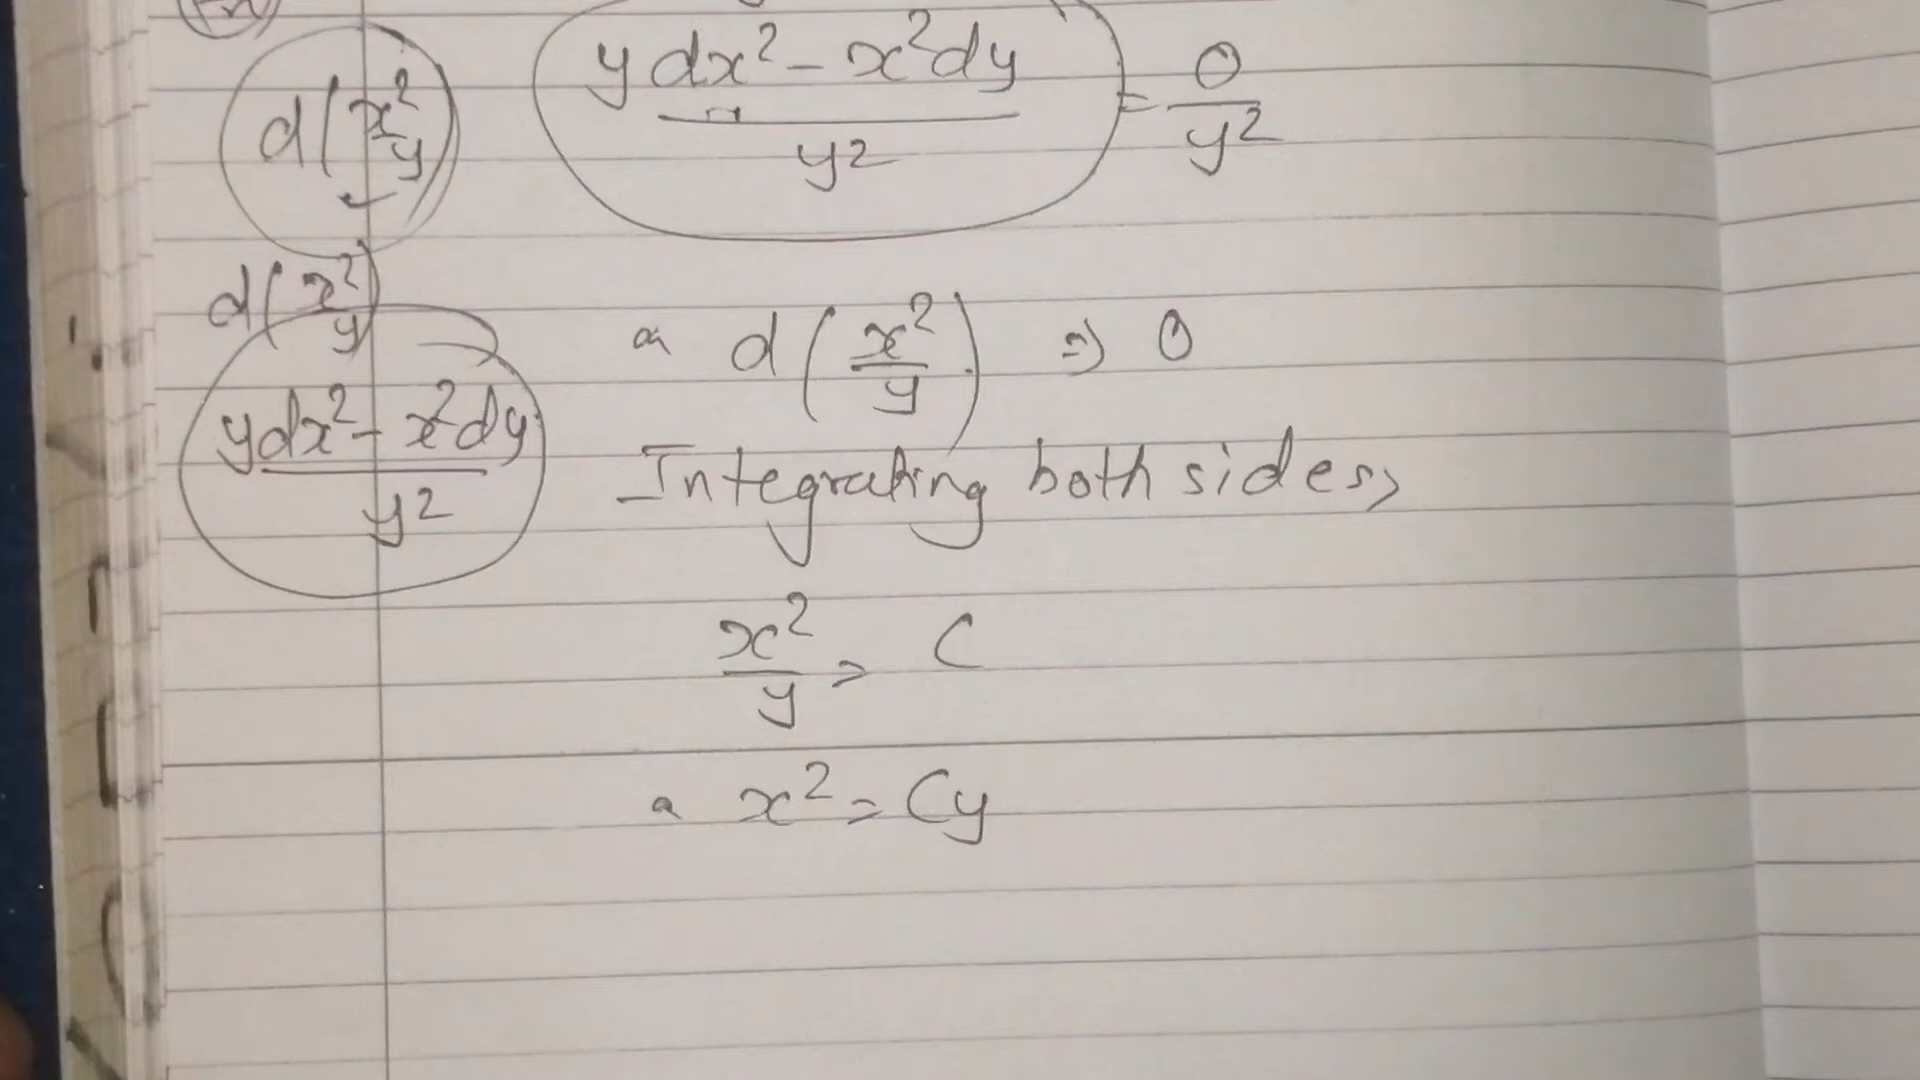 d(x²/y)
(y dx² - x² dy)/y² = 0/y²
d(x²/y)
(y dx² - x² dy)/y²
d(x²/y) ⇒ 0
Integrating both sides,
x²/y = C
x² = Cy